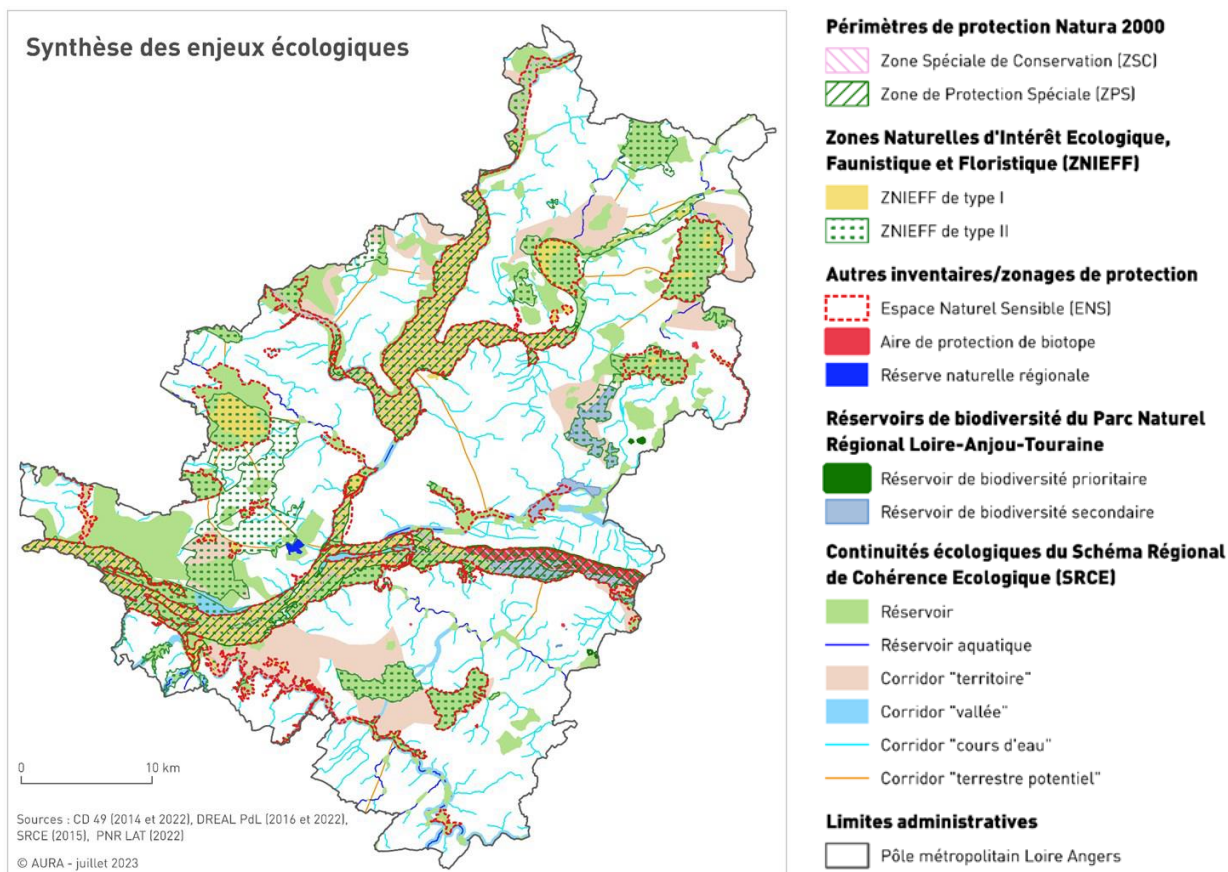 Synthèse des enjeux écologiques
0 10 km
Sources : CD 49 (2014 et 2022), DREAL PdL (2016 et 2022),
SRCE (2015), PNR LAT (2022)
© AURA - juillet 2023
Périmètres de protection Natura 2000
Zone Spéciale de Conservation (ZSC)
Zone de Protection Spéciale (ZPS)
Zones Naturelles d'Intérêt Ecologique,
Faunistique et Floristique (ZNIEFF)
ZNIEFF de type I
ZNIEFF de type II
Autres inventaires/zonages de protection
Espace Naturel Sensible (ENS)
Aire de protection de biotope
Réserve naturelle régionale
Réservoirs de biodiversité du Parc Naturel
Régional Loire-Anjou-Touraine
Réservoir de biodiversité prioritaire
Réservoir de biodiversité secondaire
Continuités écologiques du Schéma Régional
de Cohérence Ecologique (SRCE)
Réservoir
Réservoir aquatique
Corridor "territoire"
Corridor "vallée"
Corridor "cours d'eau"
Corridor "terrestre potentiel"
Limites administratives
Pôle métropolitain Loire Angers